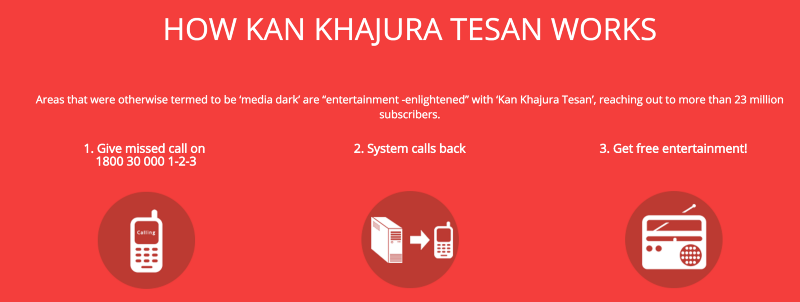 HOW KAN KHAJURA TESAN WORKS
Areas that were otherwise termed to be ‘media dark’ are “entertainment -enlightened” with ‘Kan Khajura Tesan’, reaching out to more than 23 million
subscribers.
1. Give missed call on
1800 30 000 1-2-3
2. System calls back
3. Get free entertainment!
Calling